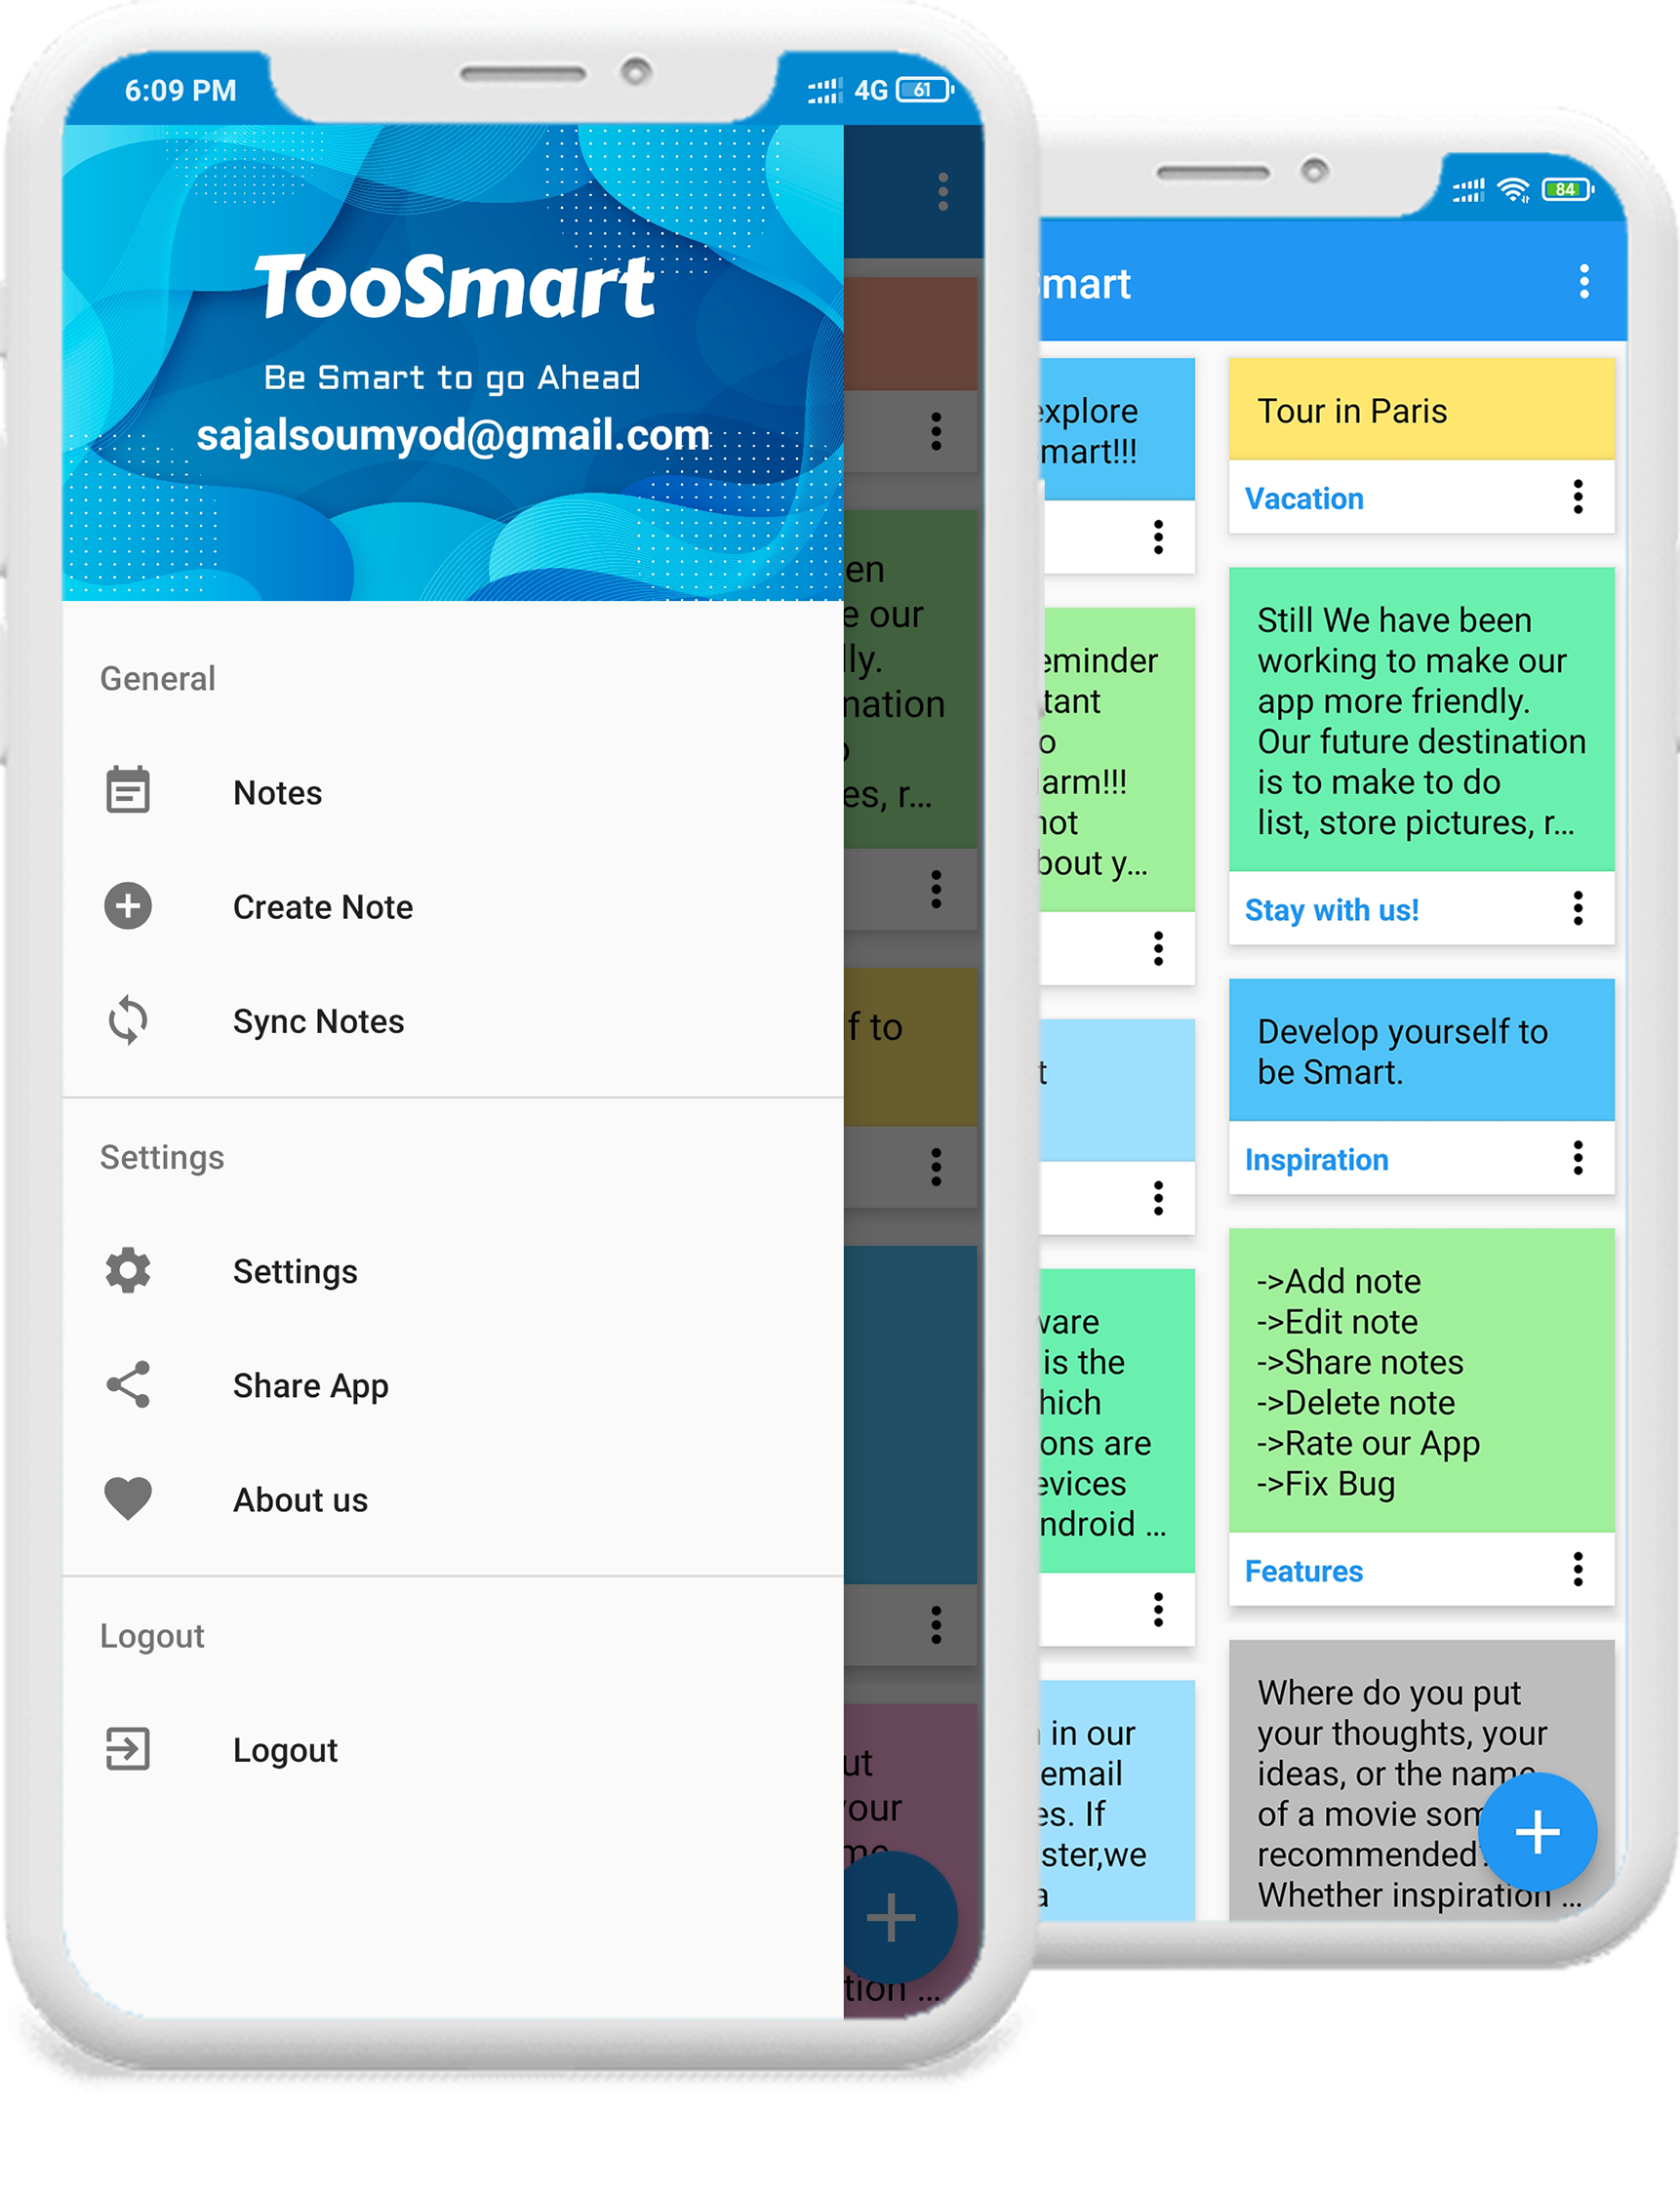 6:09 PM
4G 61
TooSmart
Be Smart to go Ahead
sajalsoumyod@gmail.com
General
Notes
Create Note
Sync Notes
Settings
Settings
Share App
About us
Logout
Logout
en
e our
ly.
nation
es, r...
f to
ut
our
tion ...
84
mart
explore
mart!!!
eminder
tant
o
arm!!!
not
bout y...
t
ware
is the
hich
ons are
evices
ndroid ...
in our
email
es. If
ster,we
a
Tour in Paris
Vacation
Still We have been
working to make our
app more friendly.
Our future destination
is to make to do
list, store pictures, r...
Stay with us!
Develop yourself to
be Smart.
Inspiration
->Add note
->Edit note
->Share notes
->Delete note
->Rate our App
->Fix Bug
Features
Where do you put
your thoughts, your
ideas, or the name
of a movie som
recommended?
Whether inspiration ...